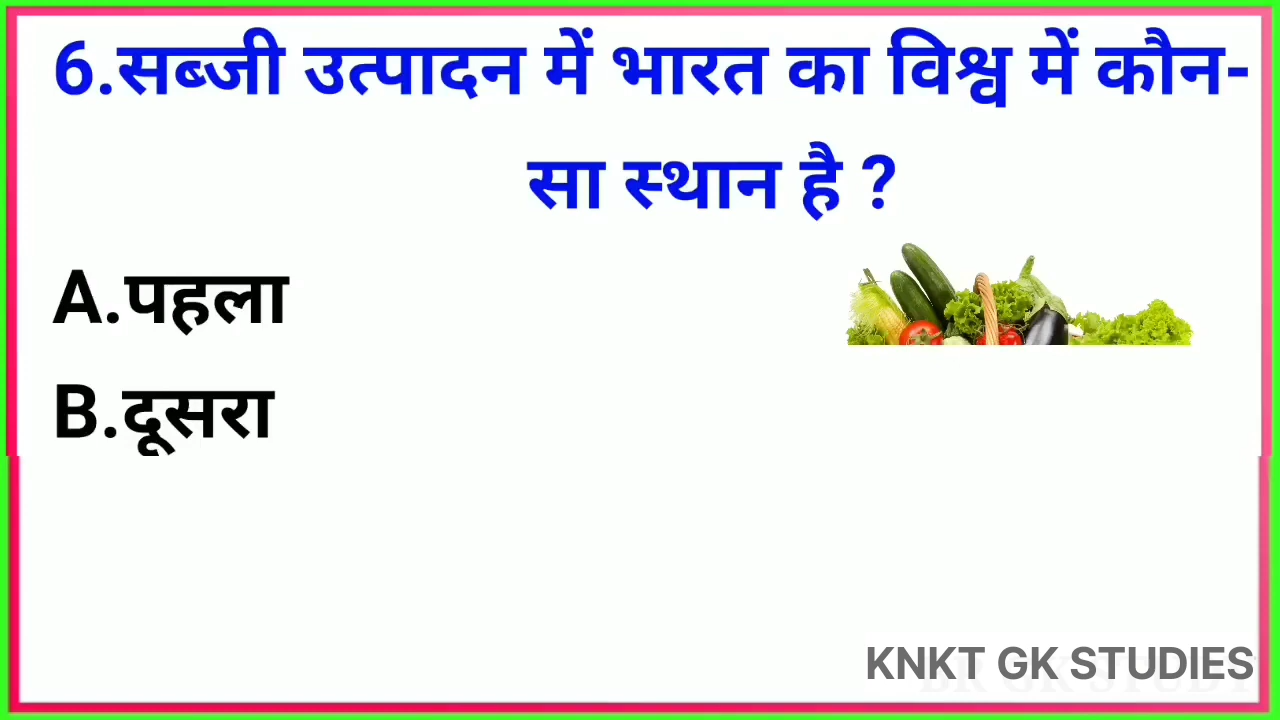 6.सब्जी उत्पादन में भारत का विश्व में कौन-
सा स्थान है ?
A.पहला
B.दूसरा
KNKT GK STUDIES